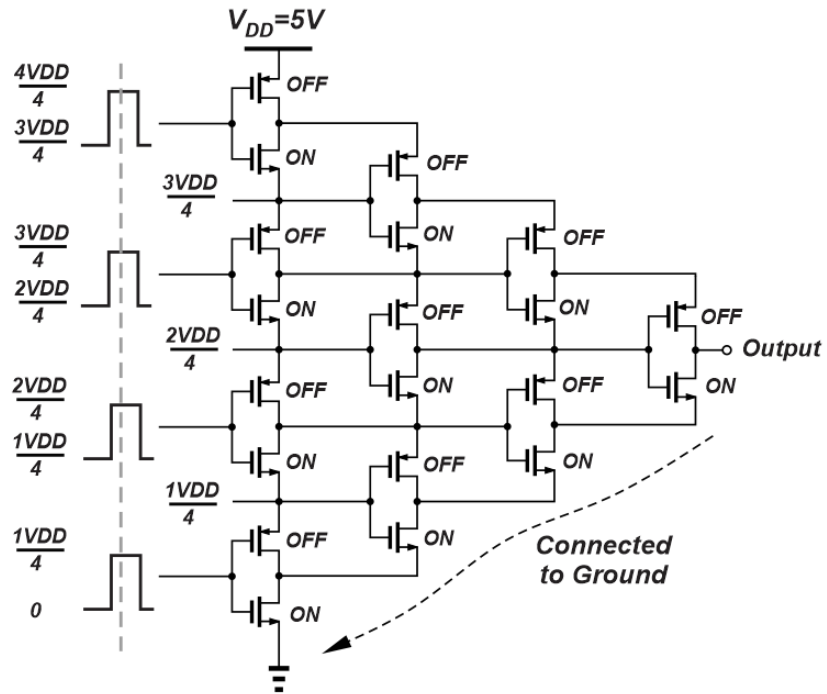 V_DD=5V
4VDD
4
OFF
3VDD
4
ON
OFF
3VDD
4
3VDD
4
OFF
ON
OFF
2VDD
4
ON
ON
OFF
2VDD
4
OFF
ON
Output
2VDD
4
OFF
ON
OFF
1VDD
4
ON
OFF
ON
1VDD
4
1VDD
4
OFF
ON
Connected
to Ground
0
ON